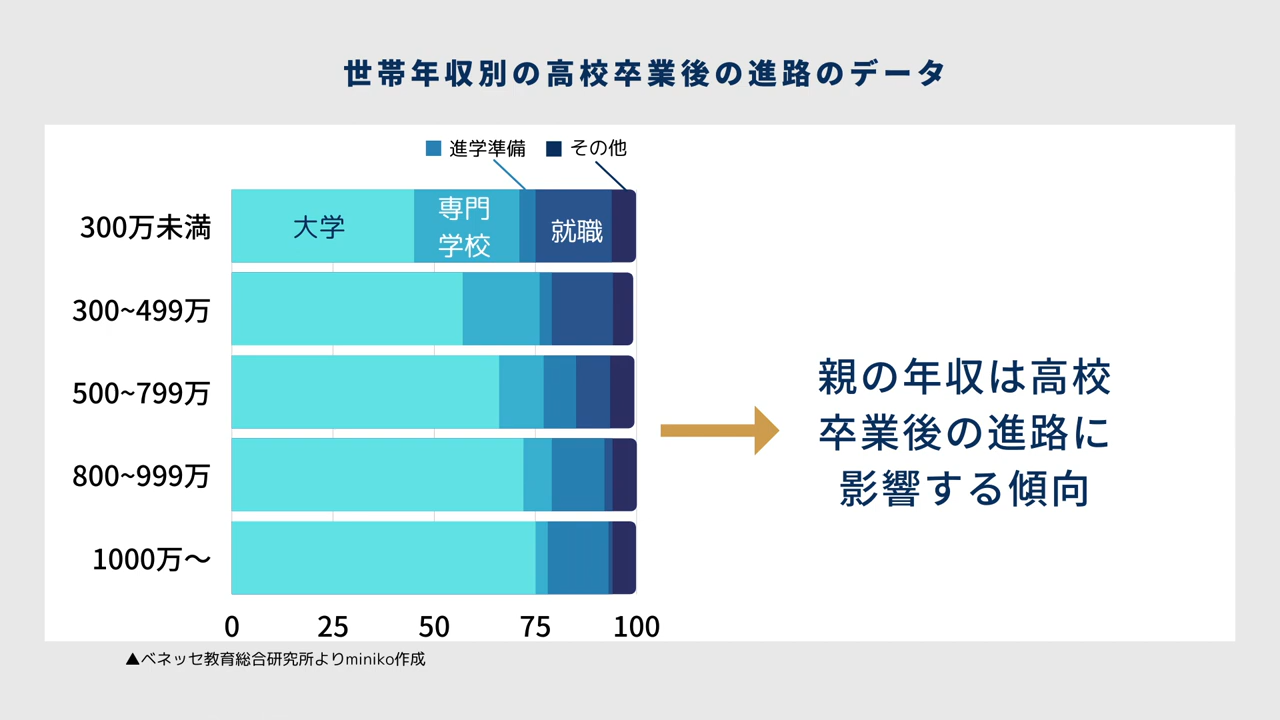 世帯年収別の高校卒業後の進路のデータ
進学準備 その他
300万未満
大学
専門
学校
就職
300~499万
500~799万
800~999万
1000万〜
0 25 50 75 100
親の年収は高校
卒業後の進路に
影響する傾向
▲ベネッセ教育総合研究所よりminiko作成